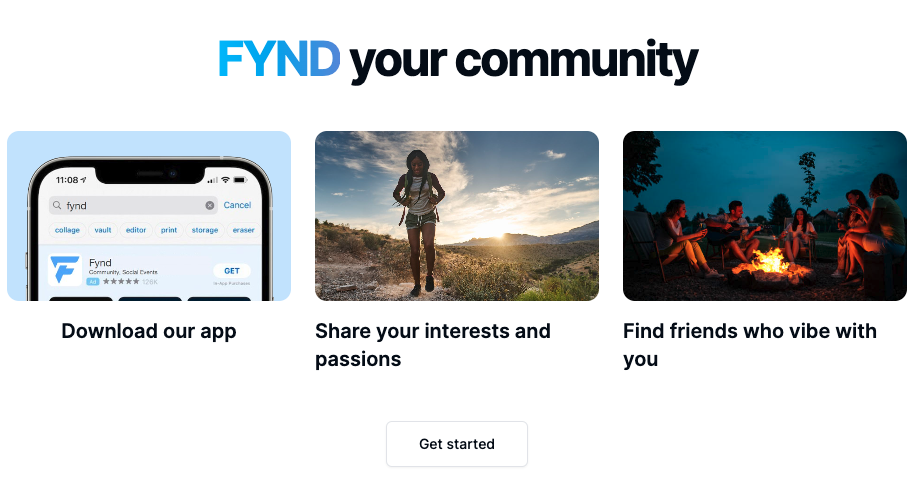 FYND your community
11:08
fynd
Cancel
collage vault editor print storage eraser
Fynd
Community, Social Events
GET
Ad ★★★★★ 126K
In-App Purchases
Download our app
Share your interests and
passions
Find friends who vibe with
you
Get started